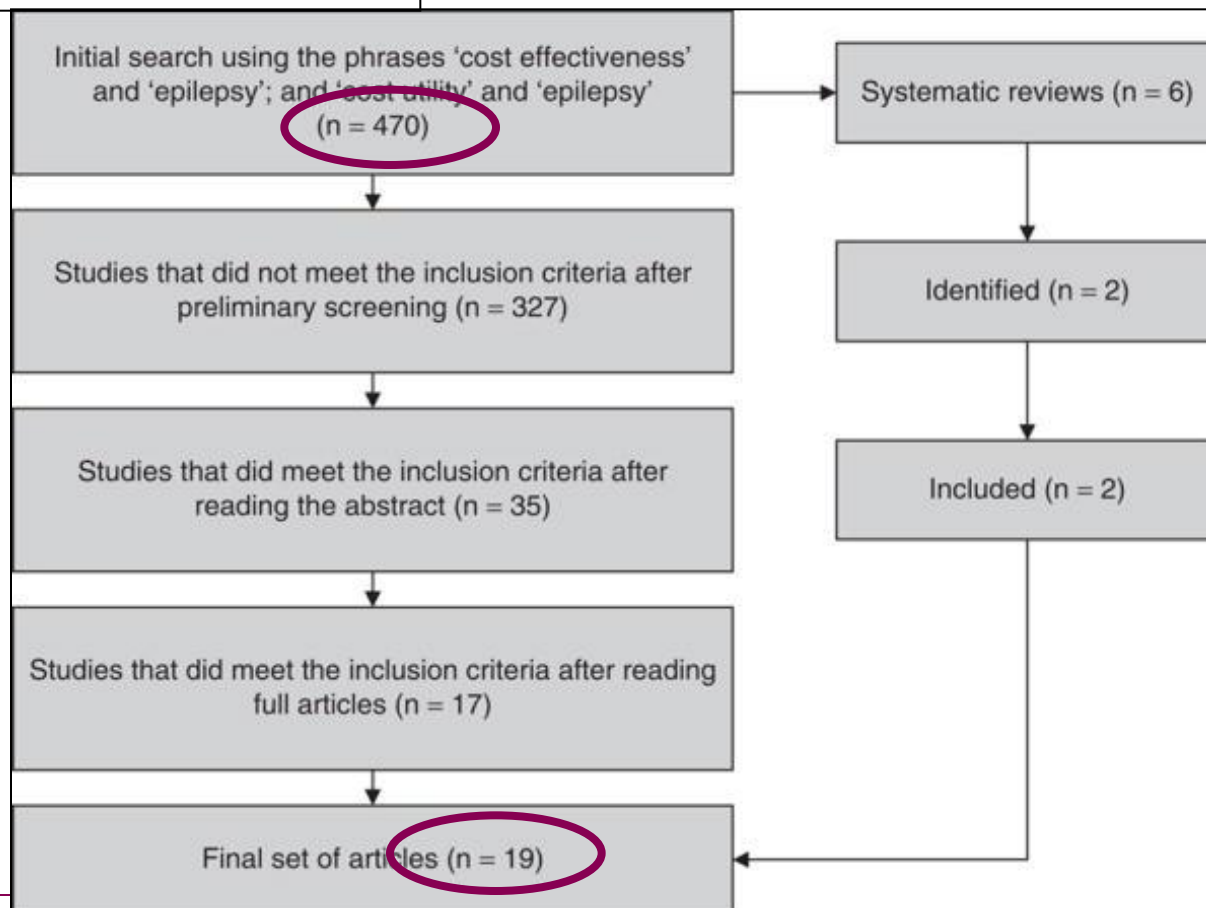 Initial search using the phrases ‘cost effectiveness’
and ‘epilepsy’; and ‘cost utility’ and ‘epilepsy’
(n = 470)
Systematic reviews (n = 6)
Studies that did not meet the inclusion criteria after
preliminary screening (n = 327)
Identified (n = 2)
Studies that did meet the inclusion criteria after
reading the abstract (n = 35)
Included (n = 2)
Studies that did meet the inclusion criteria after reading
full articles (n = 17)
Final set of articles (n = 19)